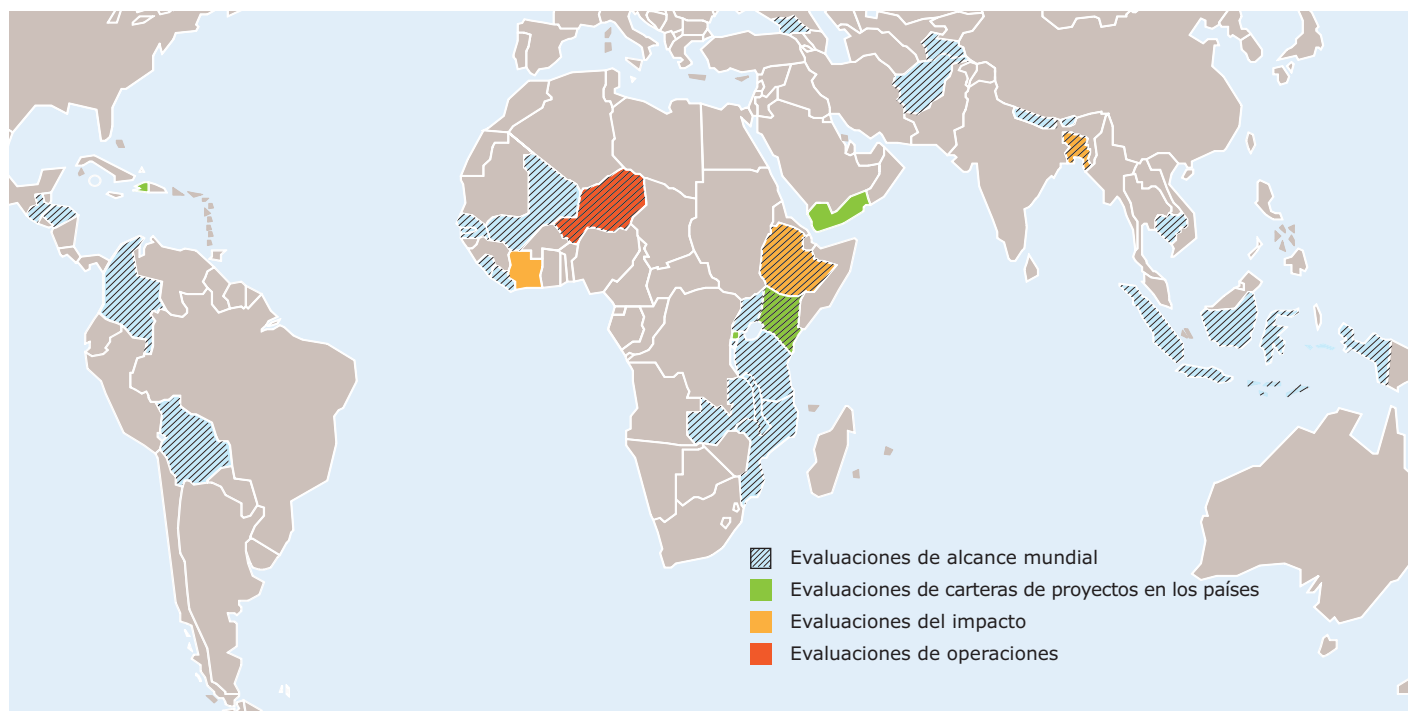 Evaluaciones de alcance mundial
Evaluaciones de carteras de proyectos en los países
Evaluaciones del impacto
Evaluaciones de operaciones